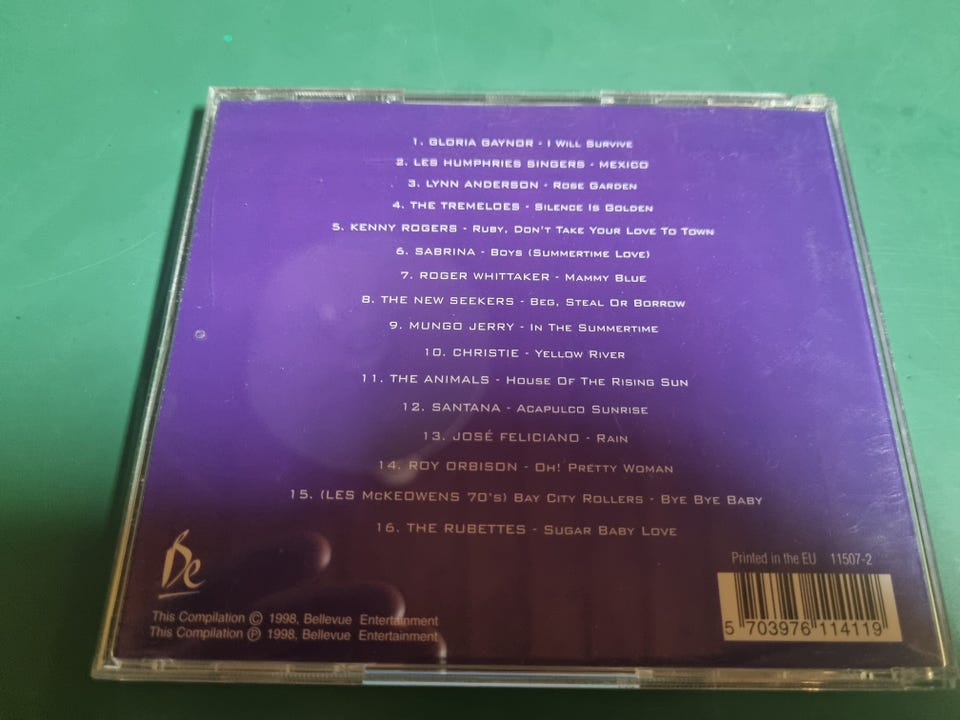 1. GLORIA GAYNOR - I WILL SURVIVE
2. LES HUMPHRIES SINGERS - MEXICO
3. LYNN ANDERSON - ROSE GARDEN
4. THE TREMELOES - SILENCE IS GOLDEN
5. KENNY ROGERS - RUBY, DON'T TAKE YOUR LOVE TO TOWN
6. SABRINA - BOYS (SUMMERTIME LOVE)
7. ROGER WHITTAKER - MAMMY BLUE
8. THE NEW SEEKERS - BEG, STEAL OR BORROW
9. MUNGO JERRY - IN THE SUMMERTIME
10. CHRISTIE - YELLOW RIVER
11. THE ANIMALS - HOUSE OF THE RISING SUN
12. SANTANA - ACAPULCO SUNRISE
13. JOSÉ FELICIANO - RAIN
14. ROY ORBISON - OH! PRETTY WOMAN
15. (LES McKEOWENS 70'S) BAY CITY ROLLERS - BYE BYE BABY
16. THE RUBETTES - SUGAR BABY LOVE
Be
This Compilation © 1998, Bellevue Entertainment
This Compilation ℗ 1998, Bellevue Entertainment
Printed in the EU 11507-2
5 703976 114119